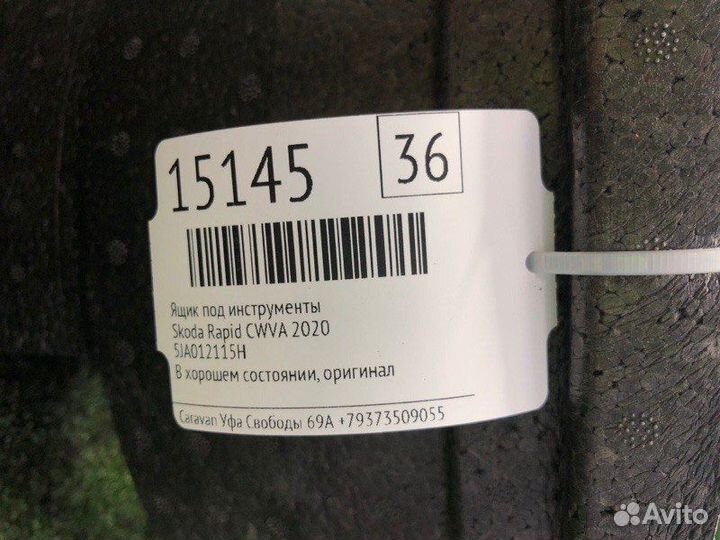 15145
36
Ящик под инструменты
Skoda Rapid CWVA 2020
5JA012115H
В хорошем состоянии, оригинал
Caravan Уфа Свободы 69А +79373509055
Avito